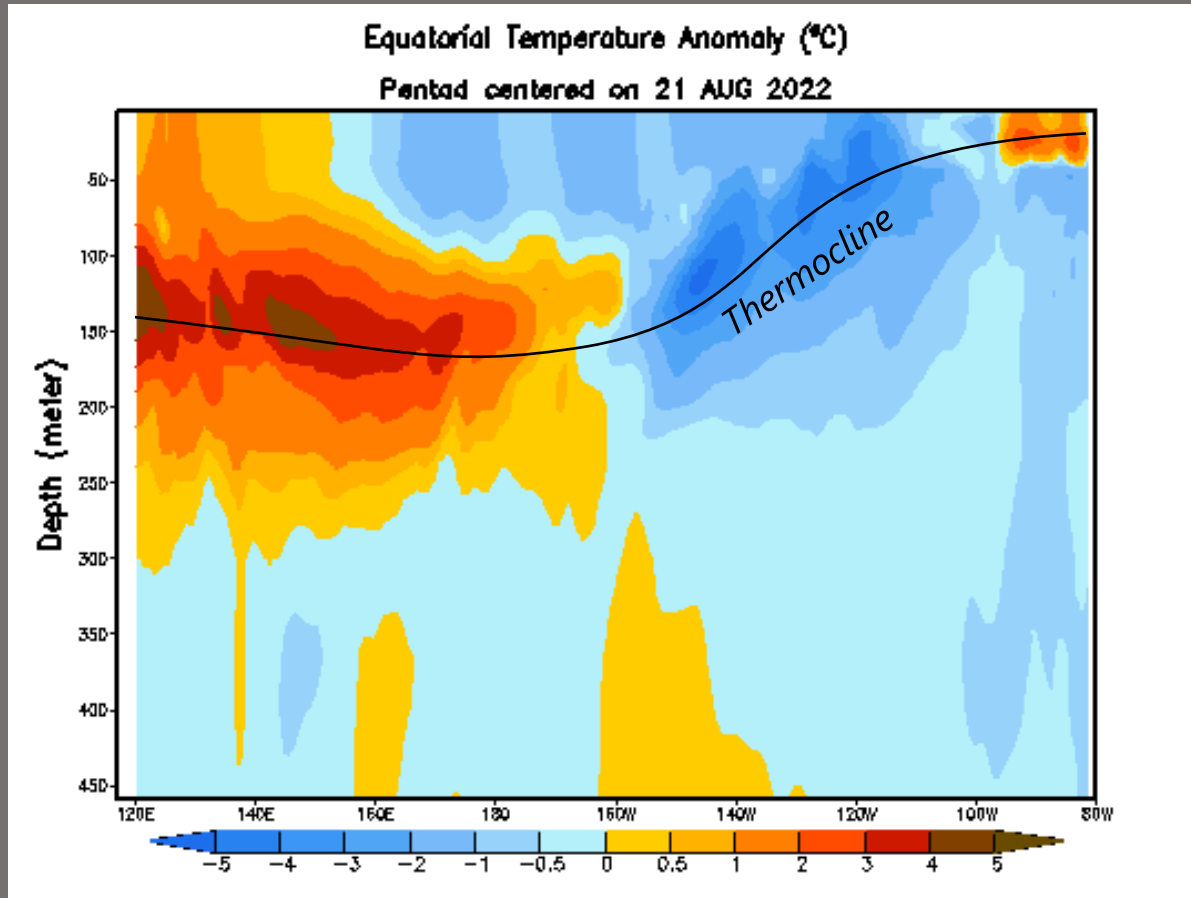 Equatorial Temperature Anomaly (°C)
Pentad centered on 21 AUG 2022
Depth (meter)
50
100
150
200
250
300
350
400
450
Thermocline
120E 140E 160E 180 160W 140W 120W 100W 80W
-5 -4 -3 -2 -1 -0.5 0 0.5 1 2 3 4 5